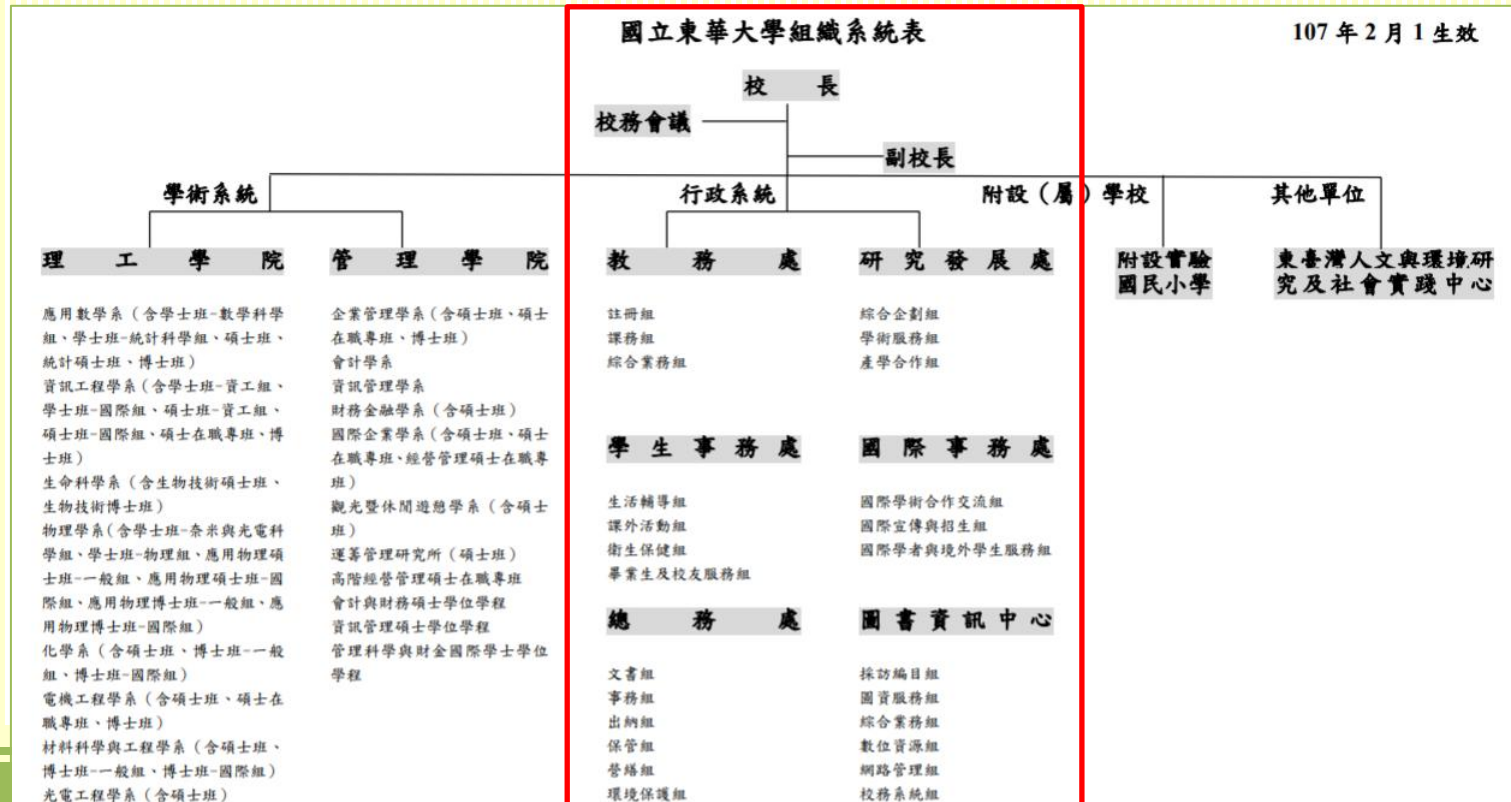 國立東華大學組織系統表
107 年 2 月 1 生效
校 長
校務會議
副校長
學術系統
行政系統
附設（屬）學校
其他單位
理工學院
應用數學系（含學士班-數學科學
組、學士班-統計科學組、碩士班、
統計碩士班、博士班）
資訊工程學系（含學士班-資工組、
學士班-國際組、碩士班-資工組、
碩士班-國際組、碩士在職專班、博
士班）
生命科學系（含生物技術碩士班、
生物技術博士班）
物理學系（含學士班-奈米與光電科
學組、學士班-物理組、應用物理碩
士班-一般組、應用物理碩士班-國
際組、應用物理博士班-一般組、應
用物理博士班-國際組）
化學系（含碩士班、博士班-一般
組、博士班-國際組）
電機工程學系（含碩士班、碩士在
職專班、博士班）
材料科學與工程學系（含碩士班、
博士班-一般組、博士班-國際組）
光電工程學系（含碩士班）
管理學院
企業管理學系（含碩士班、碩士
在職專班、博士班）
會計學系
資訊管理學系
財務金融學系（含碩士班）
國際企業學系（含碩士班、碩士
在職專班、經營管理碩士在職專
班）
觀光暨休閒遊憩學系（含碩士
班）
運籌管理研究所（碩士班）
高階經營管理碩士在職專班
會計與財務碩士學位學程
資訊管理碩士學位學程
管理科學與財金國際學士學位
學程
教務處
註冊組
課務組
綜合業務組
研究發展處
綜合企劃組
學術服務組
產學合作組
學生事務處
生活輔導組
課外活動組
衛生保健組
畢業生及校友服務組
國際事務處
國際學術合作交流組
國際宣傳與招生組
國際學者與境外學生服務組
總務處
文書組
事務組
出納組
保管組
營繕組
環境保護組
圖書資訊中心
採訪編目組
圖資服務組
綜合業務組
數位資源組
網路管理組
校務系統組
附設實驗
國民小學
東臺灣人文與環境研
究及社會實踐中心